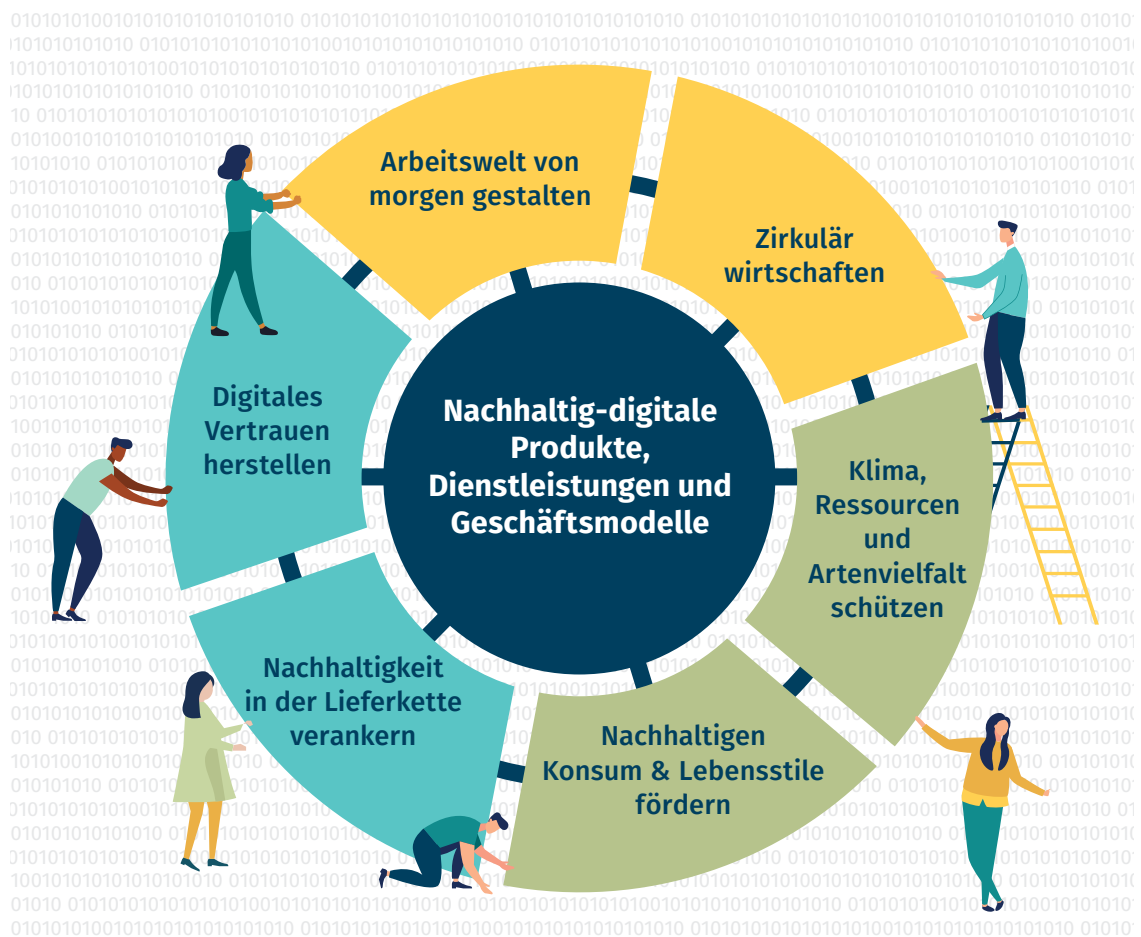 Arbeitswelt von
morgen gestalten
Zirkulär
wirtschaften
Digitales
Vertrauen
herstellen
Nachhaltig-digitale
Produkte,
Dienstleistungen und
Geschäftsmodelle
Klima,
Ressourcen
und
Artenvielfalt
schützen
Nachhaltigkeit
in der Lieferkette
verankern
Nachhaltigen
Konsum & Lebensstile
fördern